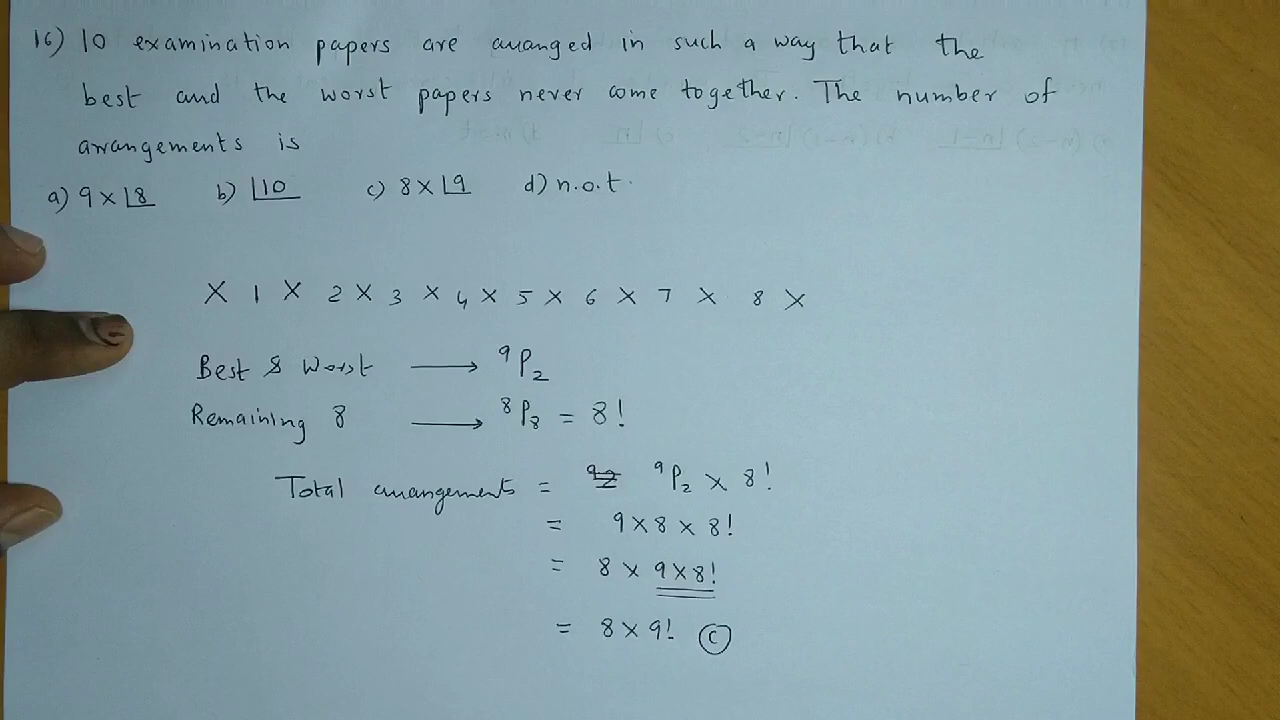 16) 10 examination papers are arranged in such a way that the
best and the worst papers never come together. The number of
arrangements is
a) 9 × ⌊8 b) ⌊10 c) 8 × ⌊9 d) n.o.t.
× 1 × 2 × 3 × 4 × 5 × 6 × 7 × 8 ×
Best & Worst → ⁹P₂
Remaining 8 → ⁸P₈ = 8!
Total arrangements = ⁹P₂ × 8!
= 9 × 8 × 8!
= 8 × 9 × 8!
= 8 × 9! (C)